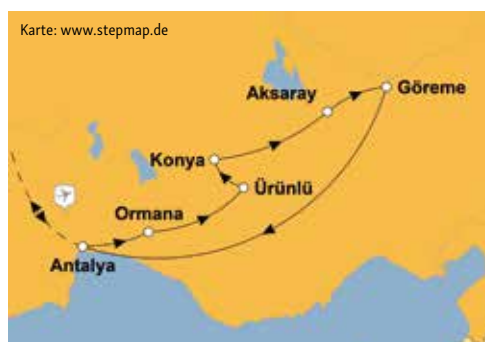 Karte: www.stepmap.de
Göreme
Aksaray
Konya
Ürünlü
Ormana
Antalya